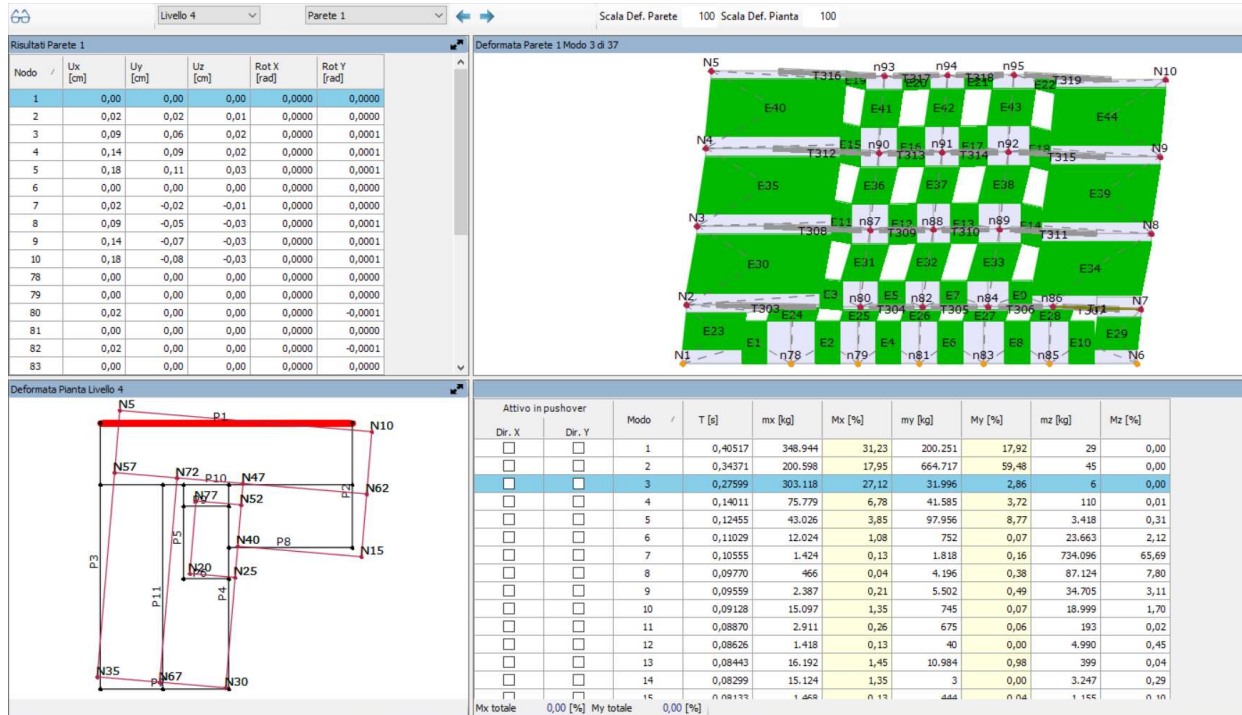 Livello 4 Parete 1 Scala Def. Parete 100 Scala Def. Pianta 100
Risultati Parete 1
Nodo / Ux [cm] Uy [cm] Uz [cm] Rot X [rad] Rot Y [rad]
1 0,00 0,00 0,00 0,0000 0,0000
2 0,02 0,02 0,01 0,0000 0,0000
3 0,09 0,06 0,02 0,0000 0,0001
4 0,14 0,09 0,02 0,0000 0,0001
5 0,18 0,11 0,03 0,0000 0,0001
6 0,00 0,00 0,00 0,0000 0,0000
7 0,02 -0,02 -0,01 0,0000 0,0000
8 0,09 -0,05 -0,03 0,0000 0,0001
9 0,14 -0,07 -0,03 0,0000 0,0001
10 0,18 -0,08 -0,03 0,0000 0,0001
78 0,00 0,00 0,00 0,0000 0,0000
79 0,00 0,00 0,00 0,0000 0,0000
80 0,02 0,00 0,00 0,0000 -0,0001
81 0,00 0,00 0,00 0,0000 0,0000
82 0,02 0,00 0,00 0,0000 -0,0001
83 0,00 0,00 0,00 0,0000 0,0000
Deformata Parete 1 Modo 3 di 37
N5 n93 n94 n95 N10
T316 T317 T318 T319
E20 E21 E22
E40 E41 E42 E43 E44
N4 E15 n90 E16 n91 E17 n92 E18 N9
T312 T313 T314 T315
E35 E36 E37 E38 E39
N3 E11 n87 E12 n88 E13 n89 E14 N8
T308 T309 T310 T311
E30 E31 E32 E33 E34
N2 E3 n80 E5 n82 E7 n84 E9 n86 N7
T303 T304 T305 T306
E23 E24 E25 E26 E27 E28 E29
E1 E2 E4 E6 E8 E10
N1 n78 n79 n81 n83 n85 N6
Deformata Pianta Livello 4
N5 P1 N10
N57 N72 P10 N47 N62
N77 N52 P2
P5 N40 P8 N15
P3 N20 P6 N25
P11 P4
N35 N67 N30
Attivo in pushover
Dir. X Dir. Y Modo / T [s] mx [kg] Mx [%] my [kg] My [%] mz [kg] Mz [%]
1 0,40517 348.944 31,23 200.251 17,92 29 0,00
2 0,34371 200.598 17,95 664.717 59,48 45 0,00
3 0,27599 303.118 27,12 31.996 2,86 6 0,00
4 0,14011 75.779 6,78 41.585 3,72 110 0,01
5 0,12455 43.026 3,85 97.956 8,77 3.418 0,31
6 0,11029 12.024 1,08 752 0,07 23.663 2,12
7 0,10555 1.424 0,13 1.818 0,16 734.096 65,69
8 0,09770 466 0,04 4.196 0,38 87.124 7,80
9 0,09559 2.387 0,21 5.502 0,49 34.705 3,11
10 0,09128 15.097 1,35 745 0,07 18.999 1,70
11 0,08870 2.911 0,26 675 0,06 193 0,02
12 0,08626 1.418 0,13 40 0,00 4.990 0,45
13 0,08443 16.192 1,45 10.984 0,98 399 0,04
14 0,08299 15.124 1,35 3 0,00 3.247 0,29
15 0,08133 1.468 0,13 444 0,04 1.155 0,10
Mx totale 0,00 [%] My totale 0,00 [%]